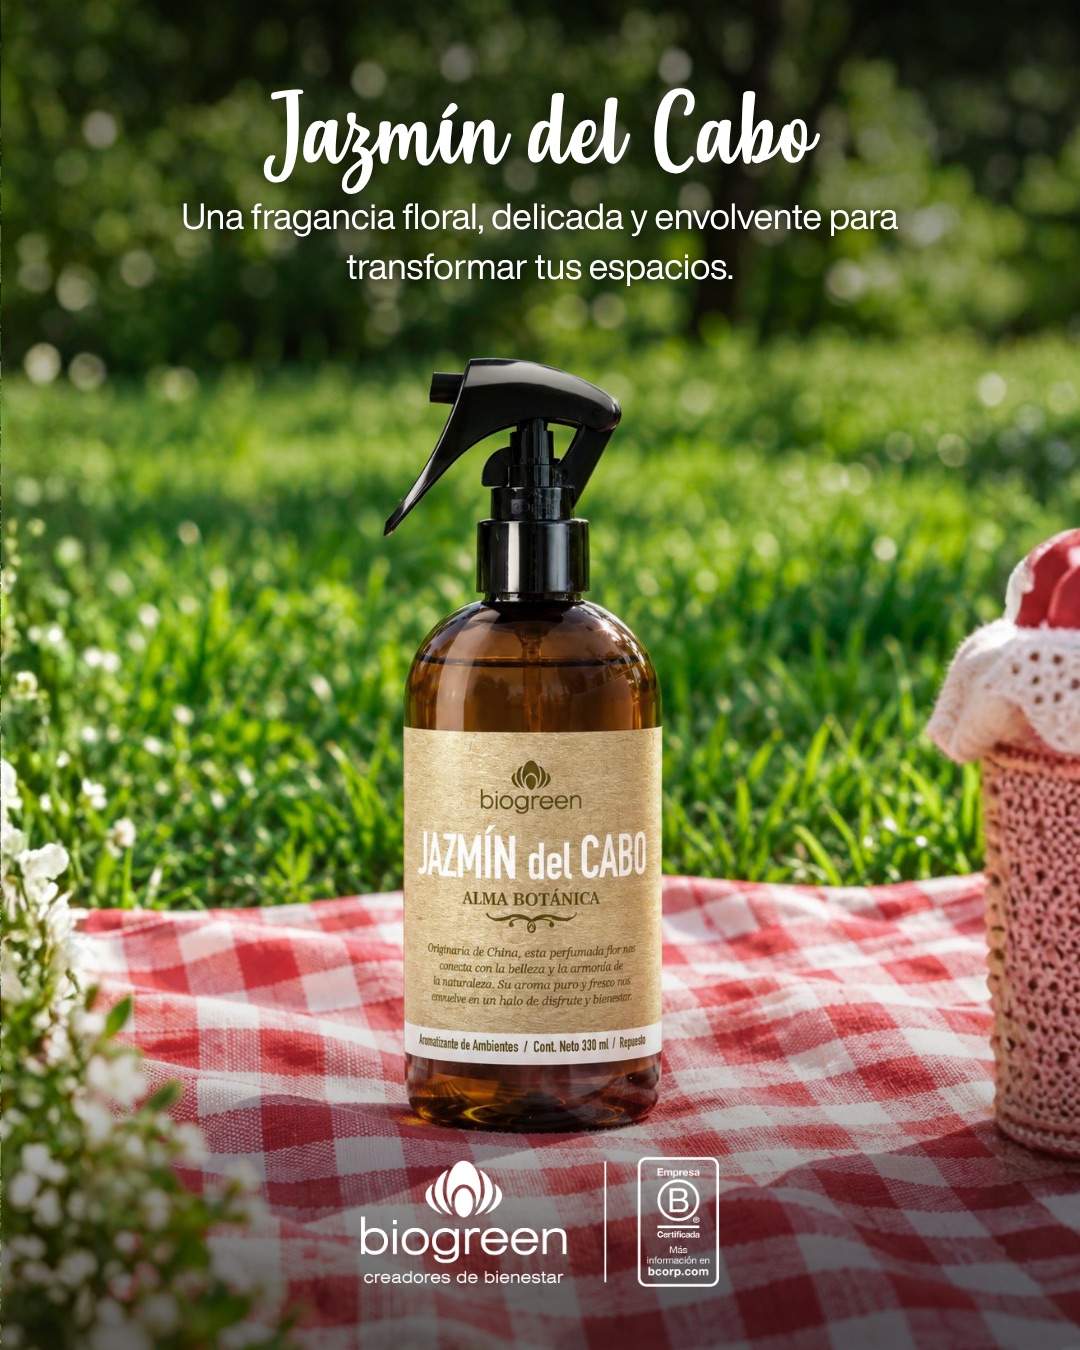 Jazmín del Cabo
Una fragancia floral, delicada y envolvente para
transformar tus espacios.
biogreen
JAZMÍN del CABO
ALMA BOTÁNICA
Originaria de China, esta perfumada flor nos
conecta con la belleza y la armonía de
la naturaleza. Su aroma puro y fresco nos
envuelve en un halo de disfrute y bienestar.
Aromatizante de Ambientes / Cont. Neto 330 ml / Repuesto
biogreen
creadores de bienestar
Empresa
B
®
Certificada
Más
información en
bcorp.com